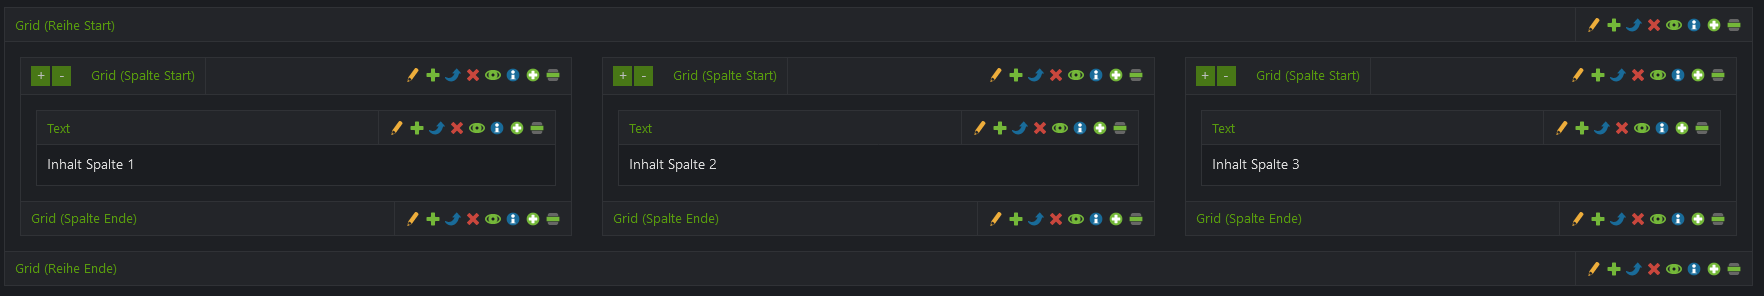 Grid (Reihe Start)
+ - Grid (Spalte Start)
+ - Grid (Spalte Start)
+ - Grid (Spalte Start)
Text
Text
Text
Inhalt Spalte 1
Inhalt Spalte 2
Inhalt Spalte 3
Grid (Spalte Ende)
Grid (Spalte Ende)
Grid (Spalte Ende)
Grid (Reihe Ende)